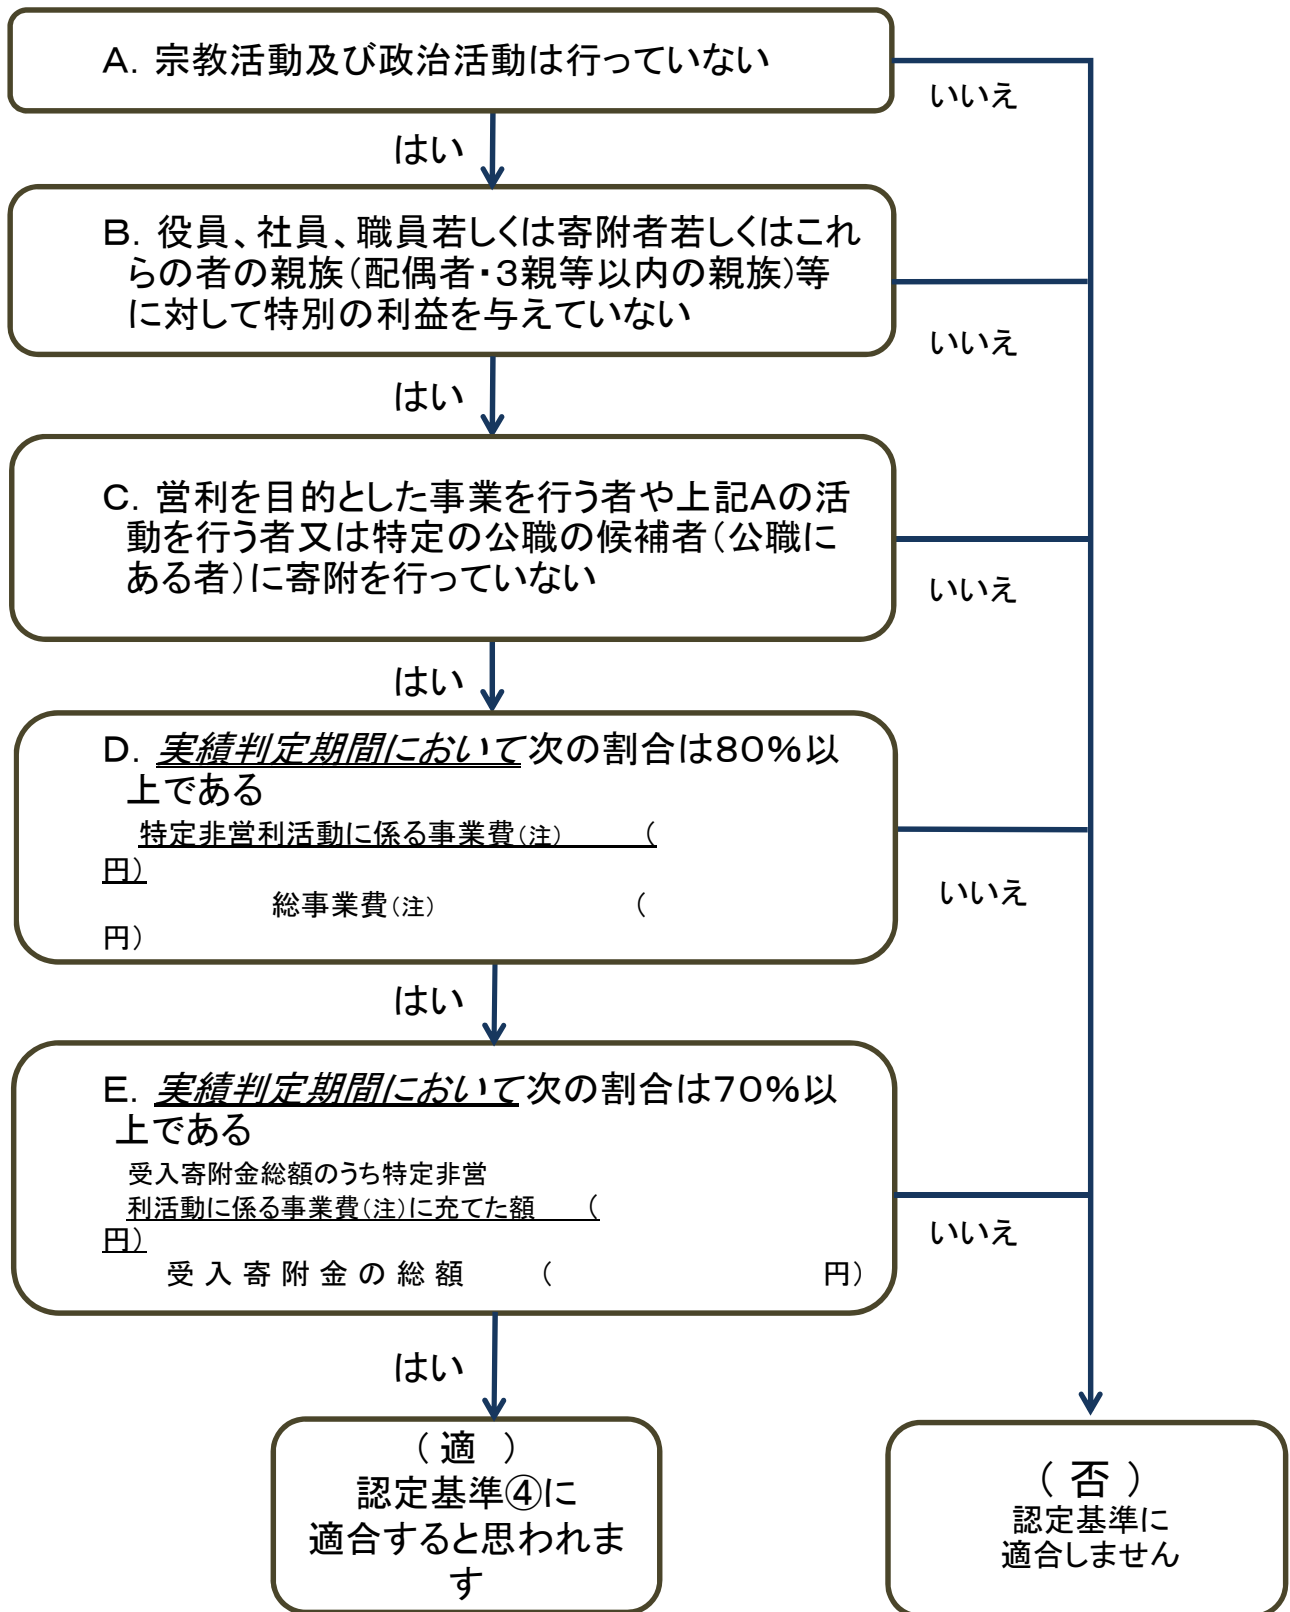 A. 宗教活動及び政治活動は行っていない
いいえ
はい
B. 役員、社員、職員若しくは寄附者若しくはこれ
らの者の親族（配偶者・3親等以内の親族）等
に対して特別の利益を与えていない
いいえ
はい
C. 営利を目的とした事業を行う者や上記Aの活
動を行う者又は特定の公職の候補者（公職に
ある者）に寄附を行っていない
いいえ
はい
D. 実績判定期間において次の割合は80％以
上である
特定非営利活動に係る事業費（注）　　（
円）
総事業費（注）　　　　　　（
円）
いいえ
はい
E. 実績判定期間において次の割合は70％以
上である
受入寄附金総額のうち特定非営
利活動に係る事業費（注）に充てた額　（
円）
受 入 寄 附 金 の 総 額　　（　　　　　　　　円）
いいえ
はい
（ 適 ）
認定基準④に
適合すると思われま
す
（ 否 ）
認定基準に
適合しません